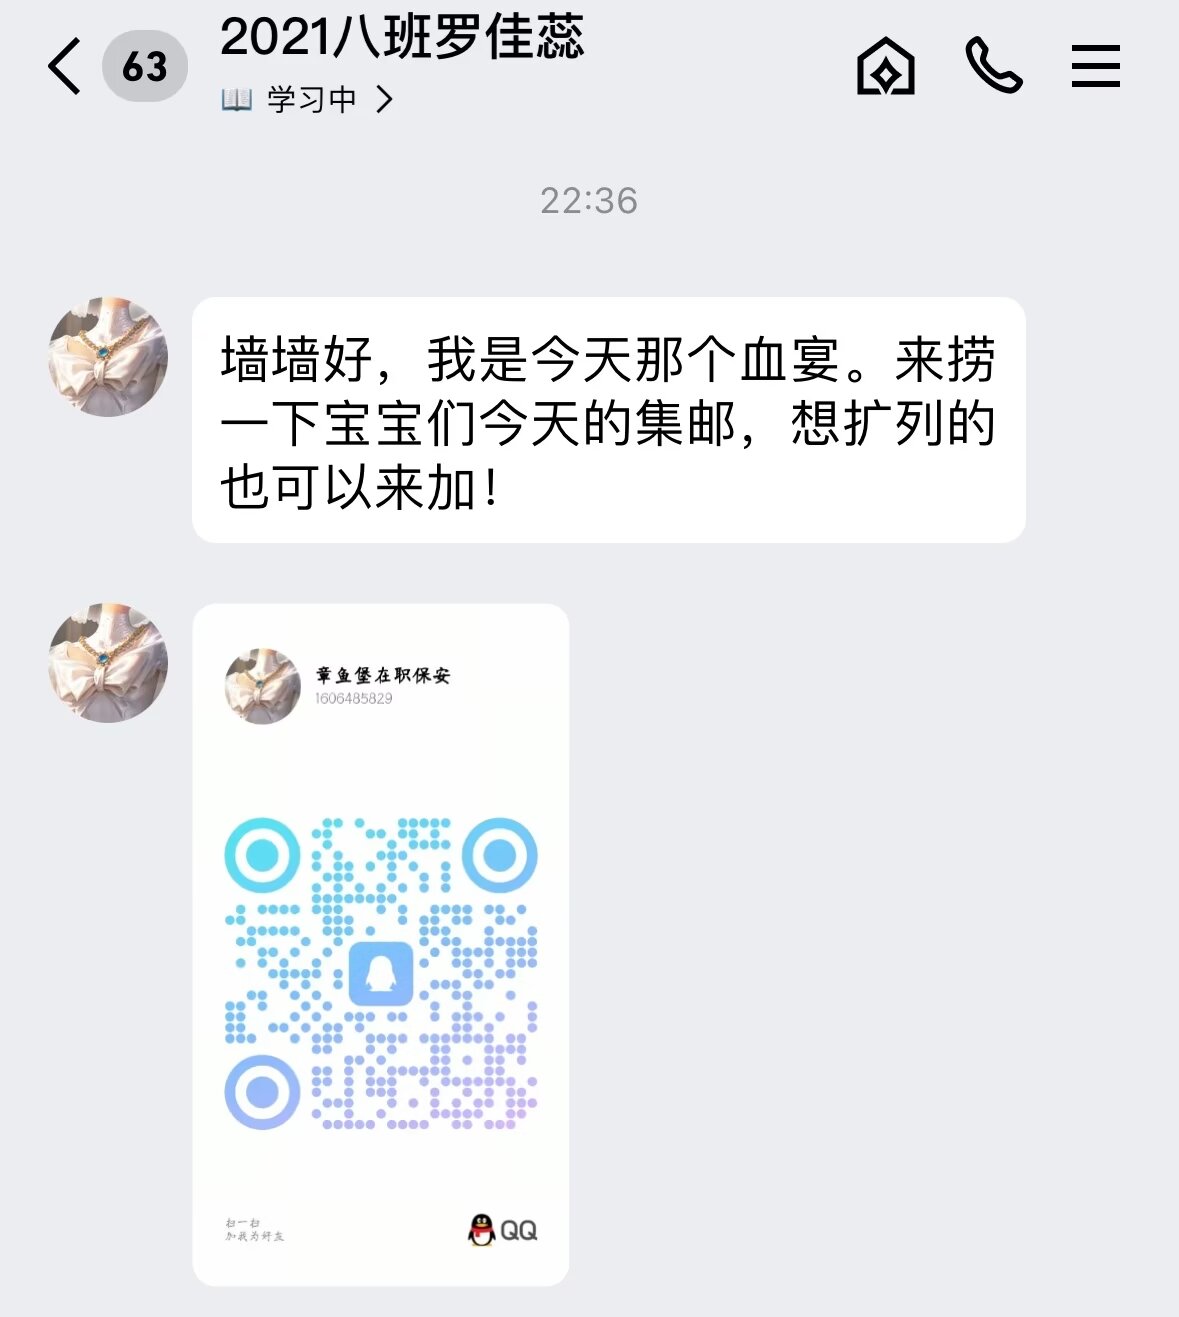 63
2021八班罗佳蕊
学习中
22:36
墙墙好，我是今天那个血宴。来捞
一下宝宝们今天的集邮，想扩列的
也可以来加！
章鱼堡在职保安
1606485829
扫一扫
加我为好友
QQ